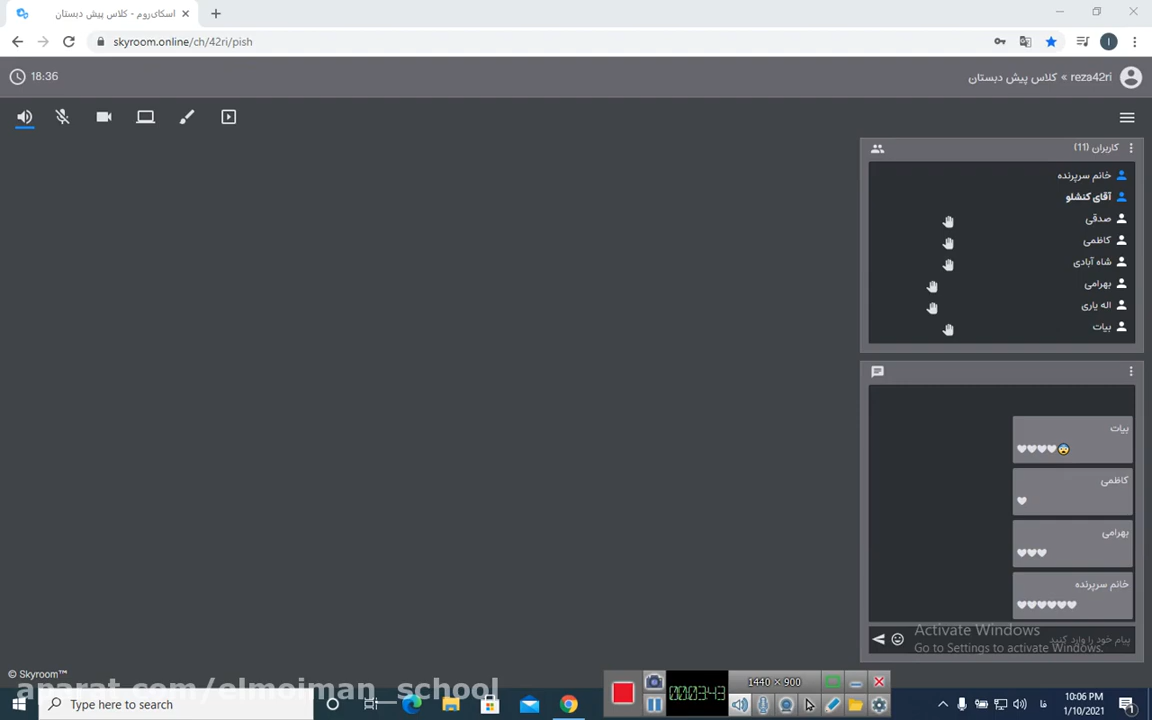 اسکای‌روم - کلاس پیش دبستان
skyroom.online/ch/42ri/pish
18:36
reza42ri » کلاس پیش دبستان
کاربران (11)
خانم سرپرنده
آقای کنشلو
صدقی
کاظمی
شاه آبادی
بهرامی
اله یاری
بیات
بیات
🤍🤍🤍🤍😨
کاظمی
🤍
بهرامی
🤍🤍🤍
خانم سرپرنده
🤍🤍🤍🤍🤍🤍
پیام خود را وارد کنید
Activate Windows
Go to Settings to activate Windows.
© Skyroom™
aparat.com/elmoiman_school
Type here to search
000343
1440 × 900
فا
10:06 PM
1/10/2021
1